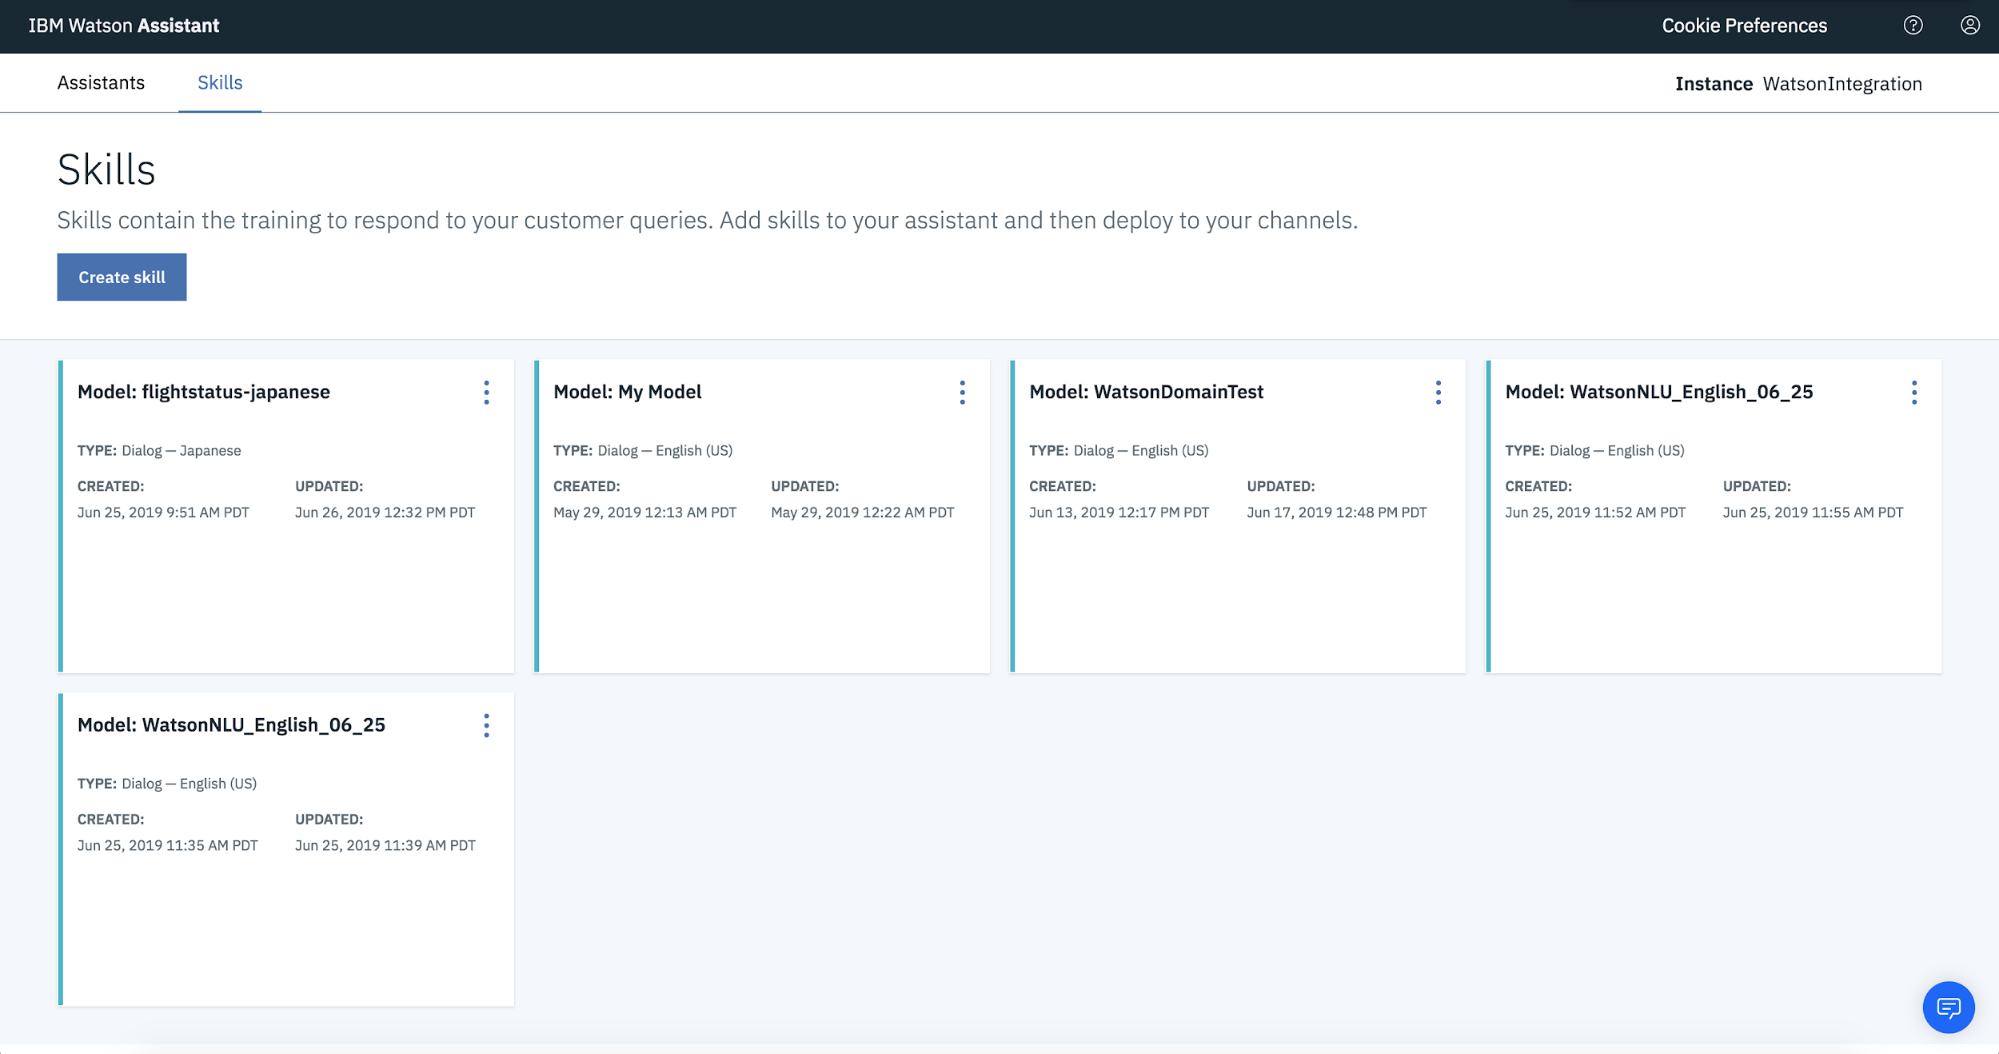 IBM Watson Assistant
Cookie Preferences
Assistants
Skills
Instance WatsonIntegration
Skills
Skills contain the training to respond to your customer queries. Add skills to your assistant and then deploy to your channels.
Create skill
Model: flightstatus-japanese
TYPE: Dialog — Japanese
CREATED:
UPDATED:
Jun 25, 2019 9:51 AM PDT
Jun 26, 2019 12:32 PM PDT
Model: My Model
TYPE: Dialog — English (US)
CREATED:
UPDATED:
May 29, 2019 12:13 AM PDT
May 29, 2019 12:22 AM PDT
Model: WatsonDomainTest
TYPE: Dialog — English (US)
CREATED:
UPDATED:
Jun 13, 2019 12:17 PM PDT
Jun 17, 2019 12:48 PM PDT
Model: WatsonNLU_English_06_25
TYPE: Dialog — English (US)
CREATED:
UPDATED:
Jun 25, 2019 11:52 AM PDT
Jun 25, 2019 11:55 AM PDT
Model: WatsonNLU_English_06_25
TYPE: Dialog — English (US)
CREATED:
UPDATED:
Jun 25, 2019 11:35 AM PDT
Jun 25, 2019 11:39 AM PDT